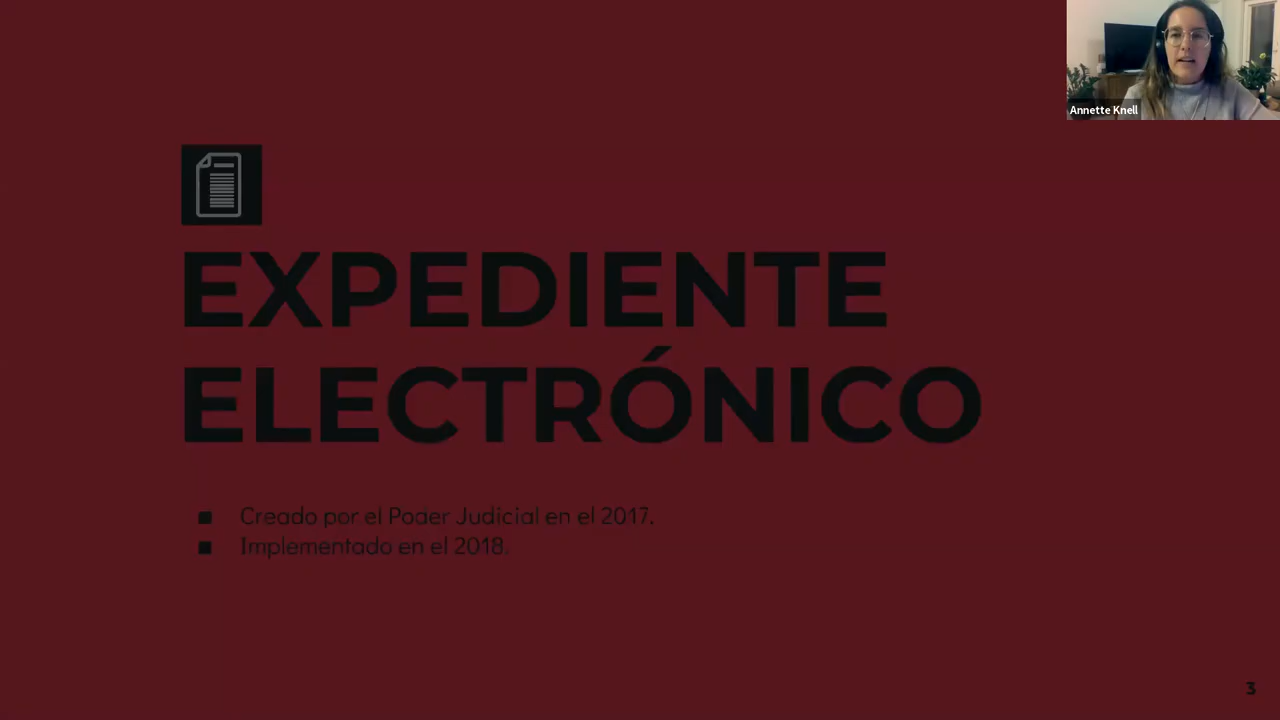 Annette Knell
EXPEDIENTE
ELECTRÓNICO
■ Creado por el Poder Judicial en el 2017.
■ Implementado en el 2018.
3